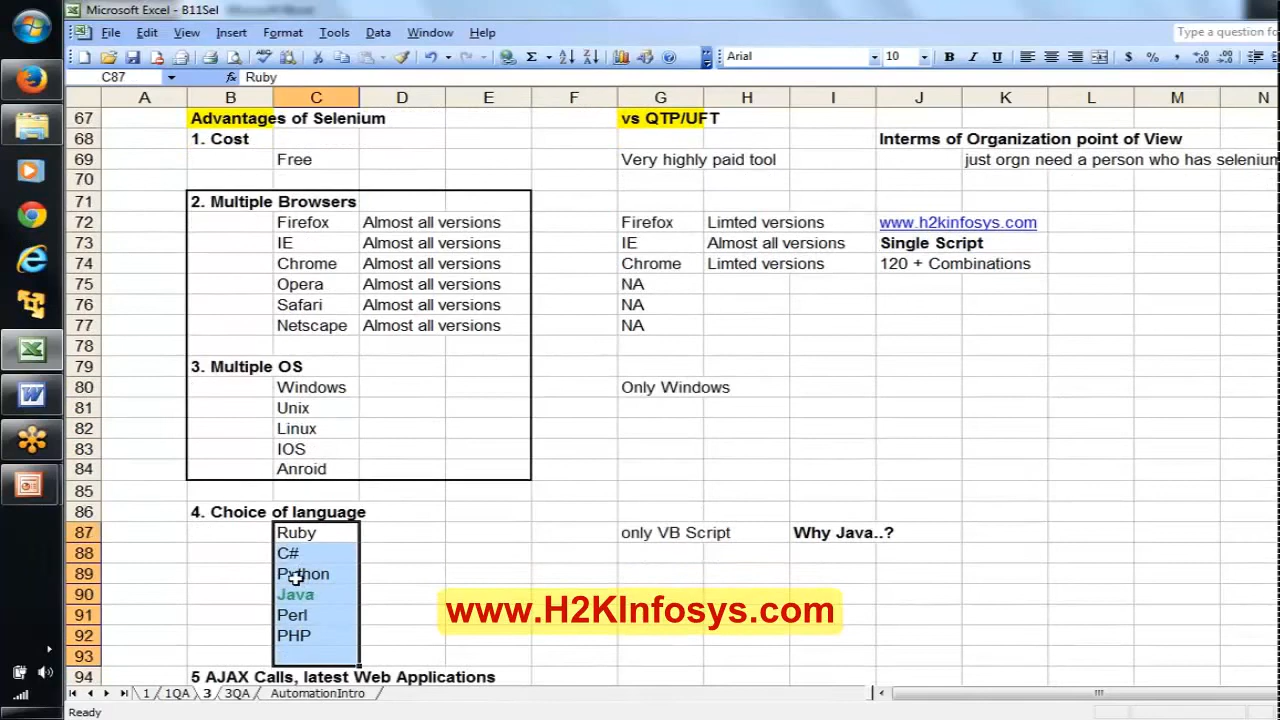 Microsoft Excel - B11Sel
File Edit View Insert Format Tools Data Window Help
Type a question fo
Arial 10 B I U $ %
C87 fx Ruby
A B C D E F G H I J K L M N
67 Advantages of Selenium vs QTP/UFT
68 1. Cost Interms of Organization point of View
69 Free Very highly paid tool just orgn need a person who has selenium
70
71 2. Multiple Browsers
72 Firefox Almost all versions Firefox Limted versions www.h2kinfosys.com
73 IE Almost all versions IE Almost all versions Single Script
74 Chrome Almost all versions Chrome Limted versions 120 + Combinations
75 Opera Almost all versions NA
76 Safari Almost all versions NA
77 Netscape Almost all versions NA
78
79 3. Multiple OS
80 Windows Only Windows
81 Unix
82 Linux
83 IOS
84 Anroid
85
86 4. Choice of language
87 Ruby only VB Script Why Java..?
88 C#
89 Python
90 Java
91 Perl
www.H2KInfosys.com
92 PHP
93
94 5 AJAX Calls, latest Web Applications
1 1QA 3 3QA AutomationIntro
Ready